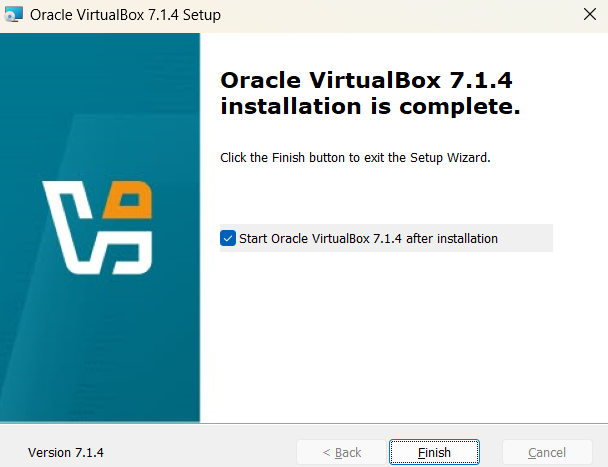 Oracle VirtualBox 7.1.4 Setup
Oracle VirtualBox 7.1.4
installation is complete.
Click the Finish button to exit the Setup Wizard.
Start Oracle VirtualBox 7.1.4 after installation
Version 7.1.4
< Back
Finish
Cancel